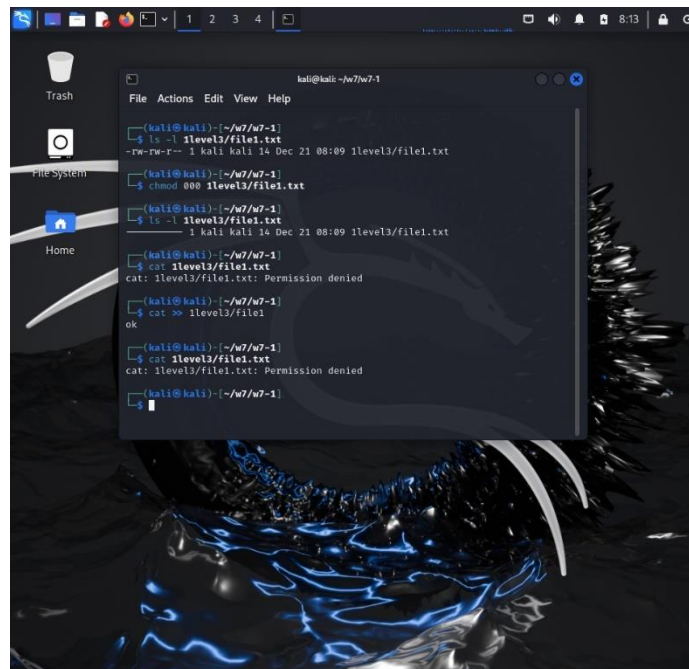 1 2 3 4
8:13
Trash
File System
Home
kali@kali: ~/w7/w7-1
File Actions Edit View Help
(kali㉿kali)-[~/w7/w7-1]
$ ls -l 1level3/file1.txt
-rw-rw-r-- 1 kali kali 14 Dec 21 08:09 1level3/file1.txt
(kali㉿kali)-[~/w7/w7-1]
$ chmod 000 1level3/file1.txt
(kali㉿kali)-[~/w7/w7-1]
$ ls -l 1level3/file1.txt
---------- 1 kali kali 14 Dec 21 08:09 1level3/file1.txt
(kali㉿kali)-[~/w7/w7-1]
$ cat 1level3/file1.txt
cat: 1level3/file1.txt: Permission denied
(kali㉿kali)-[~/w7/w7-1]
$ cat >> 1level3/file1
ok
(kali㉿kali)-[~/w7/w7-1]
$ cat 1level3/file1.txt
cat: 1level3/file1.txt: Permission denied
(kali㉿kali)-[~/w7/w7-1]
$